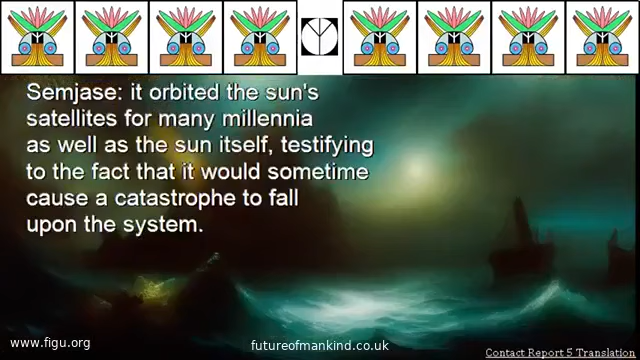 Semjase: it orbited the sun's
satellites for many millennia
as well as the sun itself, testifying
to the fact that it would sometime
cause a catastrophe to fall
upon the system.
www.figu.org
futureofmankind.co.uk
Contact Report 5 Translation